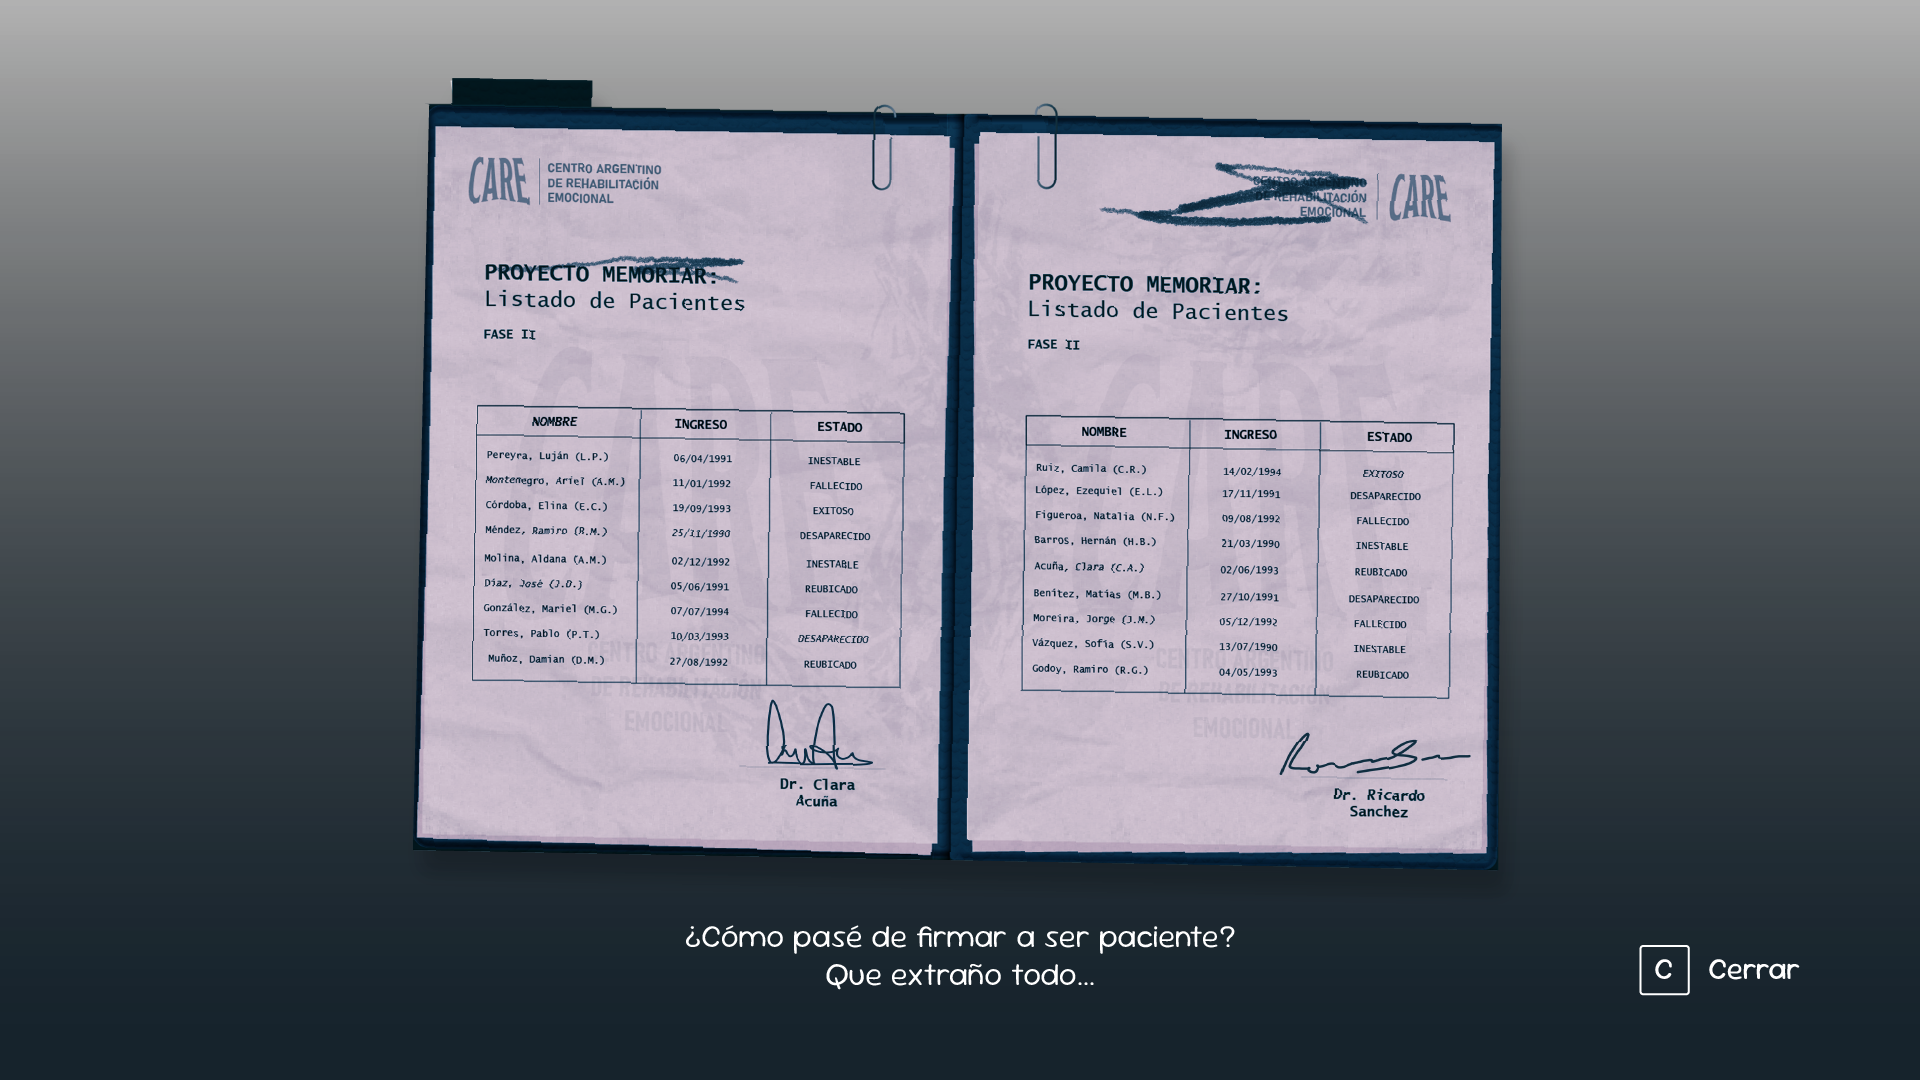 CARE
CENTRO ARGENTINO
DE REHABILITACIÓN
EMOCIONAL
PROYECTO MEMORIAR:
Listado de Pacientes
FASE II
NOMBRE INGRESO ESTADO
Pereyra, Luján (L.P.) 06/04/1991 INESTABLE
Montenegro, Ariel (A.M.) 11/01/1992 FALLECIDO
Córdoba, Elina (E.C.) 19/09/1993 EXITOSO
Méndez, Ramiro (R.M.) 25/11/1990 DESAPARECIDO
Molina, Aldana (A.M.) 02/12/1992 INESTABLE
Díaz, José (J.D.) 05/06/1991 REUBICADO
González, Mariel (M.G.) 07/07/1994 FALLECIDO
Torres, Pablo (P.T.) 10/03/1993 DESAPARECIDO
Muñoz, Damian (D.M.) 27/08/1992 REUBICADO
CARE
CENTRO ARGENTINO
DE REHABILITACIÓN
EMOCIONAL
Dr. Clara
Acuña
CENTRO ARGENTINO
DE REHABILITACIÓN
EMOCIONAL
CARE
PROYECTO MEMORIAR:
Listado de Pacientes
FASE II
NOMBRE INGRESO ESTADO
Ruiz, Camila (C.R.) 14/02/1994 EXITOSO
López, Ezequiel (E.L.) 17/11/1991 DESAPARECIDO
Figueroa, Natalia (N.F.) 09/08/1992 FALLECIDO
Barros, Hernán (H.B.) 21/03/1990 INESTABLE
Acuña, Clara (C.A.) 02/06/1993 REUBICADO
Benítez, Matías (M.B.) 27/10/1991 DESAPARECIDO
Moreira, Jorge (J.M.) 05/12/1992 FALLECIDO
Vázquez, Sofía (S.V.) 13/07/1990 INESTABLE
Godoy, Ramiro (R.G.) 04/05/1993 REUBICADO
CARE
CENTRO ARGENTINO
DE REHABILITACIÓN
EMOCIONAL
Dr. Ricardo
Sanchez
¿Cómo pasé de firmar a ser paciente?
Que extraño todo...
C Cerrar